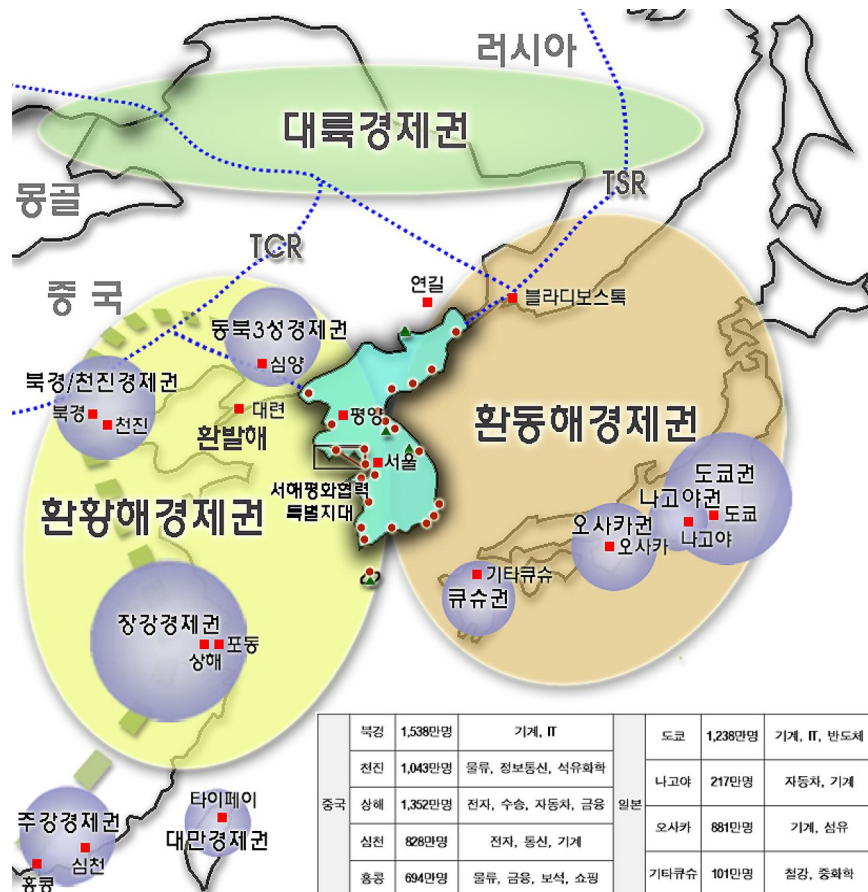 러시아
대륙경제권
몽골
TSR
TCR
중 국
연길
블라디보스톡
동북3성경제권
심양
북경/천진경제권
북경
천진
대련
환발해
평양
환동해경제권
서울
서해평화협력
특별지대
환황해경제권
도쿄권
나고야권
도쿄
나고야
오사카권
오사카
기타큐슈
큐슈권
장강경제권
포동
상해
타이페이
대만경제권
주강경제권
심천
홍콩
중국
북경 1,538만명 기계, IT
천진 1,043만명 물류, 정보통신, 석유화학
상해 1,352만명 전자, 수송, 자동차, 금융
심천 828만명 전자, 통신, 기계
홍콩 694만명 물류, 금융, 보석, 쇼핑
일본
도쿄 1,238만명 기계, IT, 반도체
나고야 217만명 자동차, 기계
오사카 881만명 기계, 섬유
기타큐슈 101만명 철강, 중화학